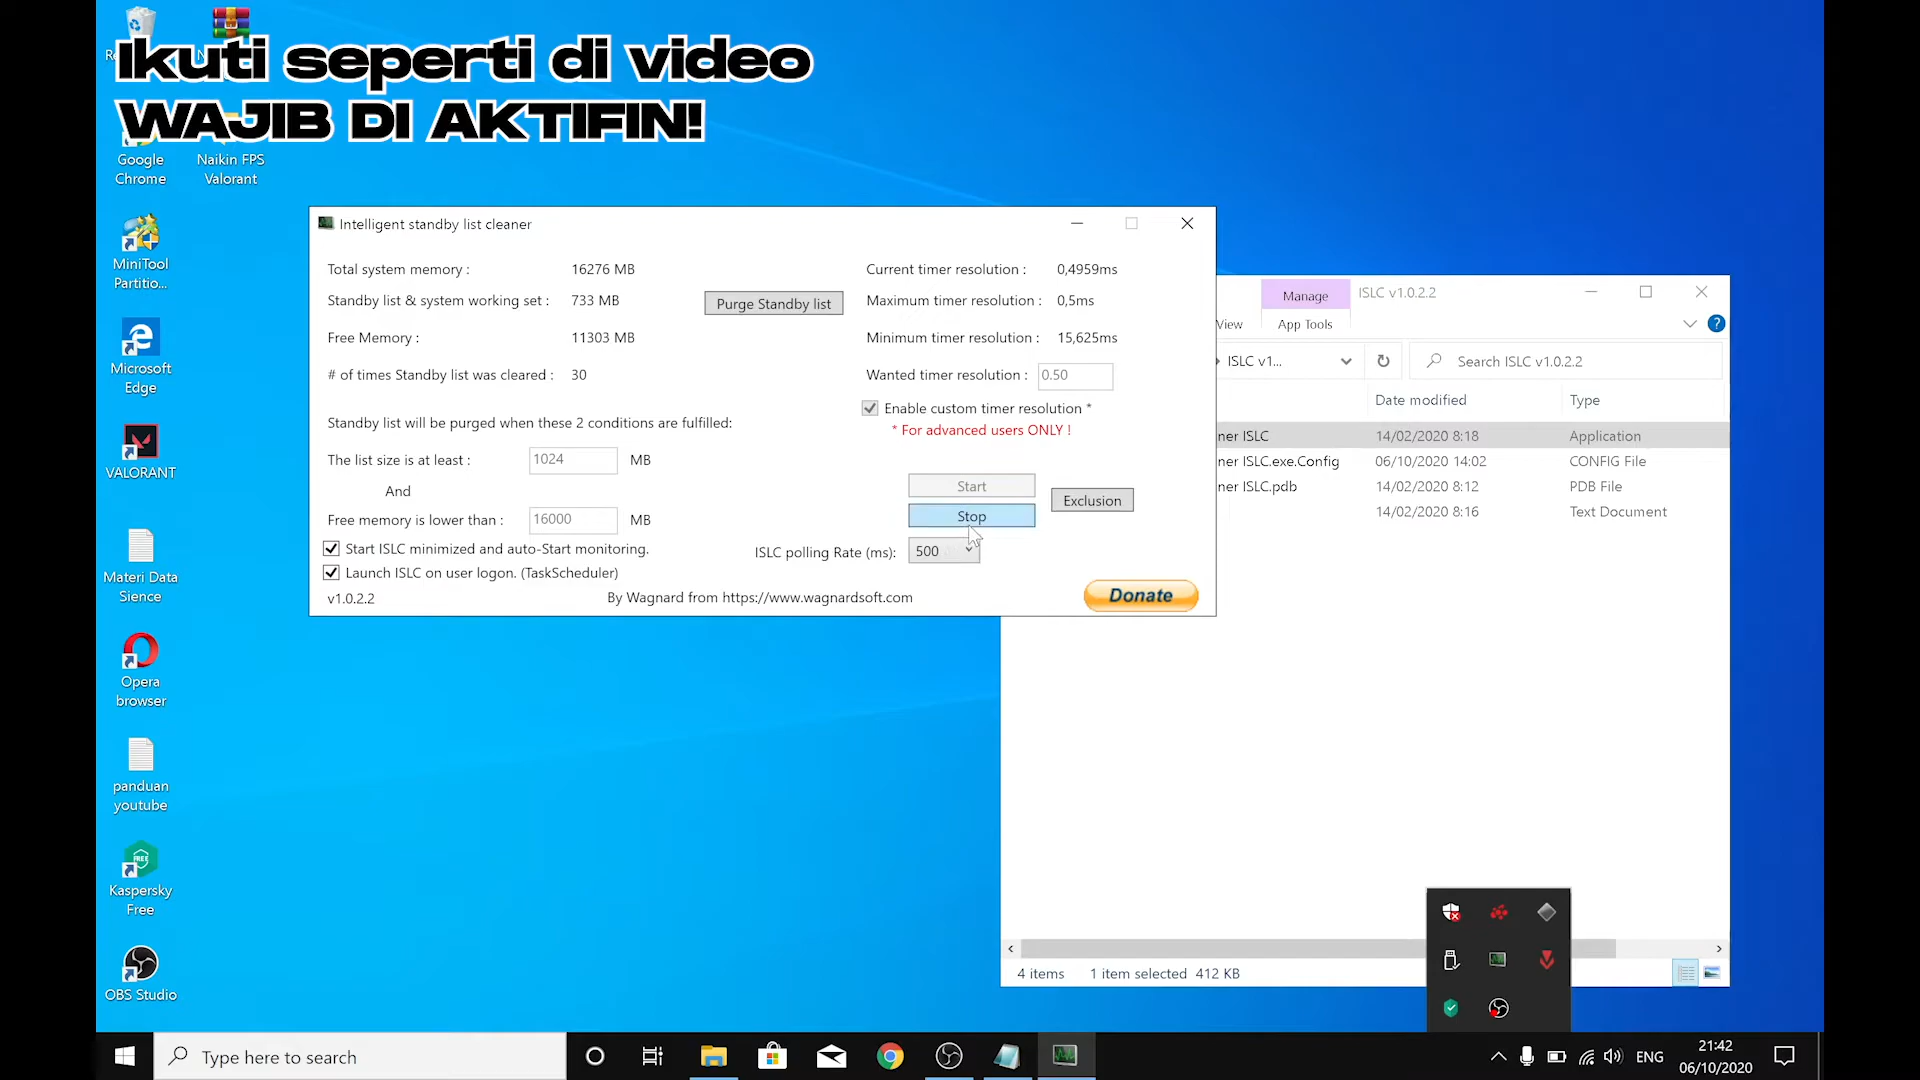 Ikuti seperti di video
WAJIB DI AKTIFIN!
Google
Chrome
Naikin FPS
Valorant
MiniTool
Partitio...
Microsoft
Edge
VALORANT
Materi Data
Sience
Opera
browser
panduan
youtube
FREE
Kaspersky
Free
OBS Studio
Intelligent standby list cleaner
Total system memory : 16276 MB
Standby list & system working set : 733 MB
Purge Standby list
Free Memory : 11303 MB
# of times Standby list was cleared : 30
Current timer resolution : 0,4959ms
Maximum timer resolution : 0,5ms
Minimum timer resolution : 15,625ms
Wanted timer resolution : 0.50
Enable custom timer resolution *
* For advanced users ONLY !
Standby list will be purged when these 2 conditions are fulfilled:
The list size is at least : 1024 MB
And
Free memory is lower than : 16000 MB
Start
Stop
Exclusion
Start ISLC minimized and auto-Start monitoring.
ISLC polling Rate (ms): 500
Launch ISLC on user logon. (TaskScheduler)
v1.0.2.2
By Wagnard from https://www.wagnardsoft.com
Donate
Manage
ISLC v1.0.2.2
View
App Tools
ISLC v1...
Search ISLC v1.0.2.2
Date modified
Type
ner ISLC 14/02/2020 8:18 Application
ner ISLC.exe.Config 06/10/2020 14:02 CONFIG File
ner ISLC.pdb 14/02/2020 8:12 PDB File
14/02/2020 8:16 Text Document
4 items 1 item selected 412 KB
Type here to search
ENG
21:42
06/10/2020